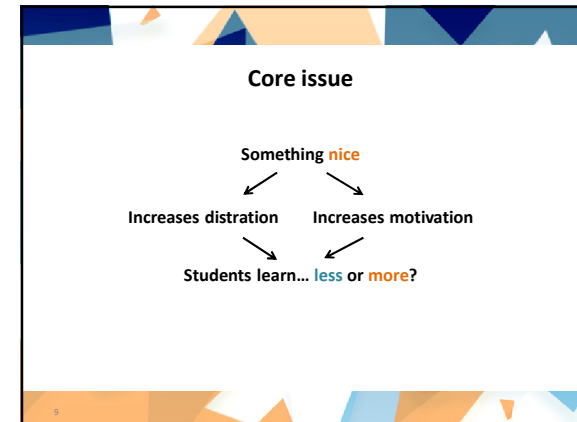 Core issue
Something nice
Increases distration Increases motivation
Students learn... less or more?
9